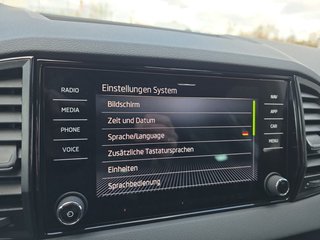 Einstellungen System
RADIO
MEDIA
PHONE
VOICE
Bildschirm
Zeit und Datum
Sprache/Language
Zusätzliche Tastatursprachen
Einheiten
Sprachbedienung
NAV
APP
CAR
MENU